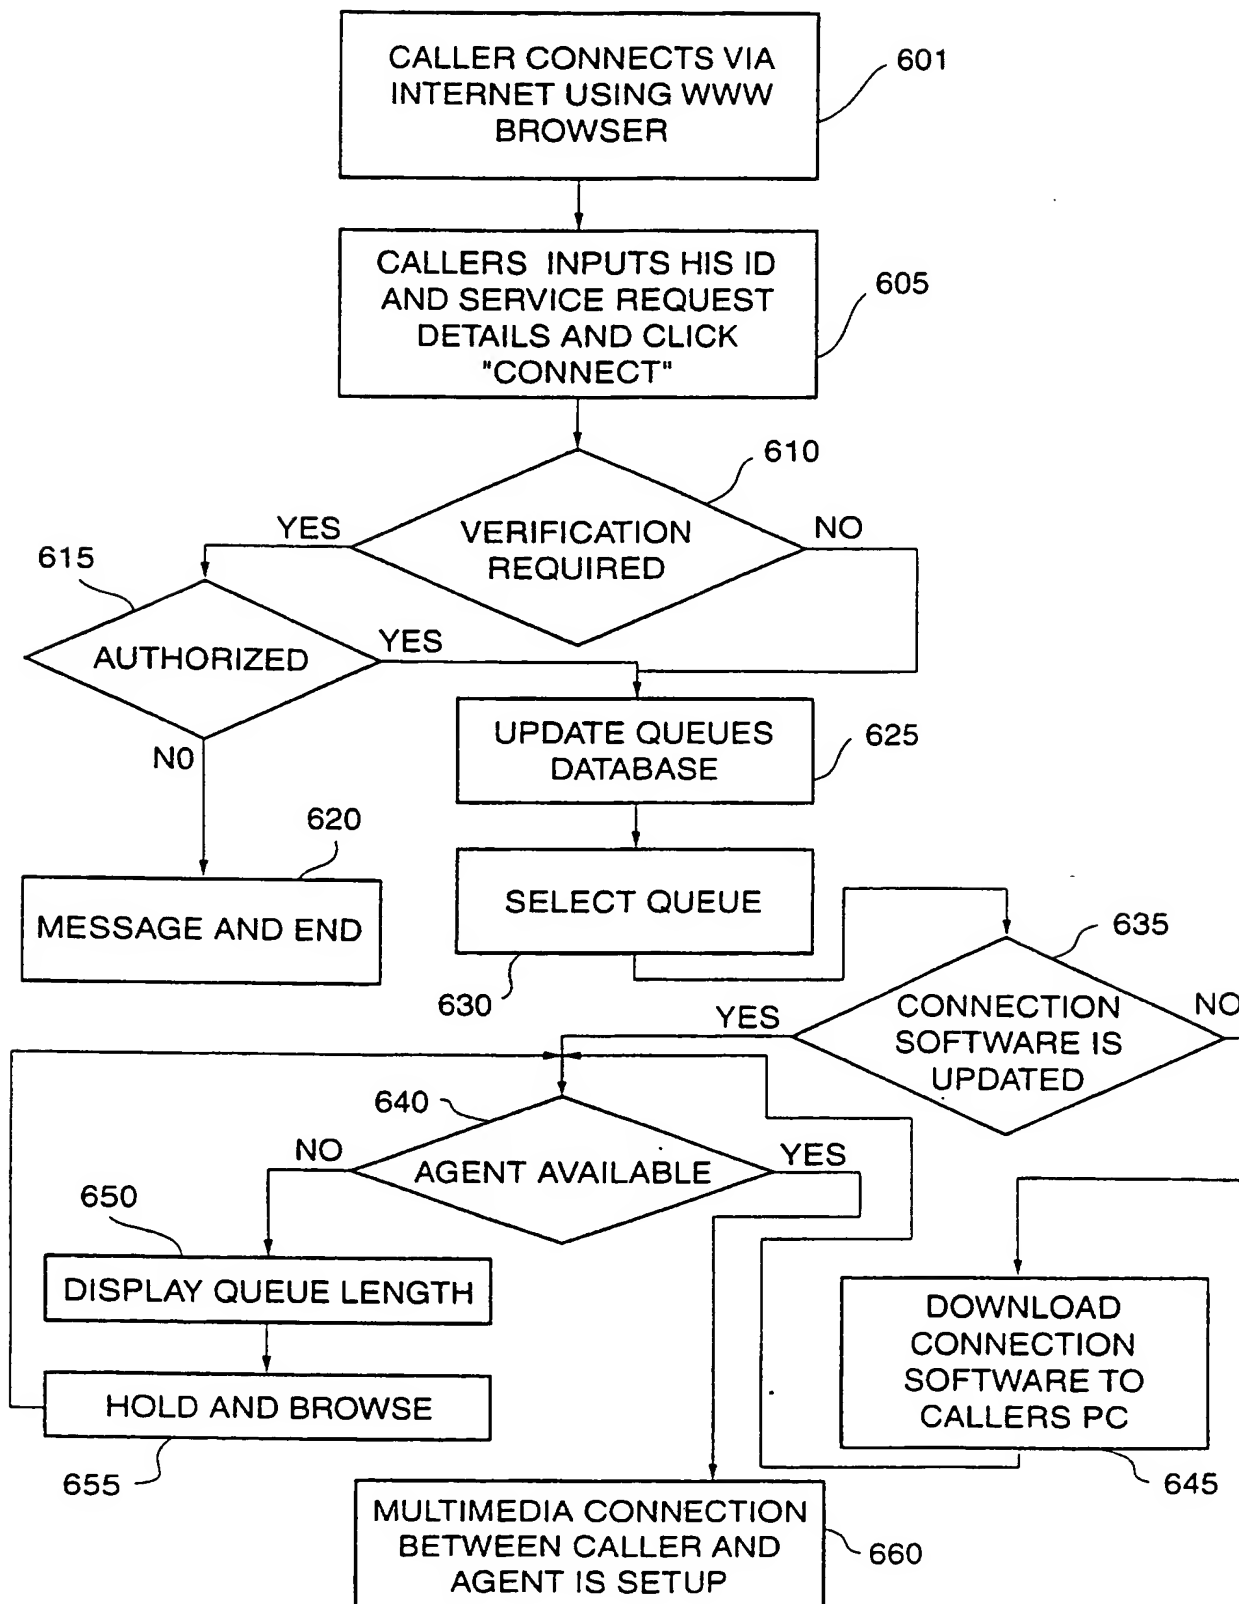 CALLER CONNECTS VIA
INTERNET USING WWW
BROWSER
601
CALLERS INPUTS HIS ID
AND SERVICE REQUEST
DETAILS AND CLICK
"CONNECT"
605
610
VERIFICATION
REQUIRED
YES
NO
615
AUTHORIZED
YES
N0
UPDATE QUEUES
DATABASE
625
620
MESSAGE AND END
SELECT QUEUE
630
635
CONNECTION
SOFTWARE IS
UPDATED
YES
NO
640
AGENT AVAILABLE
NO
YES
650
DISPLAY QUEUE LENGTH
HOLD AND BROWSE
655
DOWNLOAD
CONNECTION
SOFTWARE TO
CALLERS PC
645
MULTIMEDIA CONNECTION
BETWEEN CALLER AND
AGENT IS SETUP
660